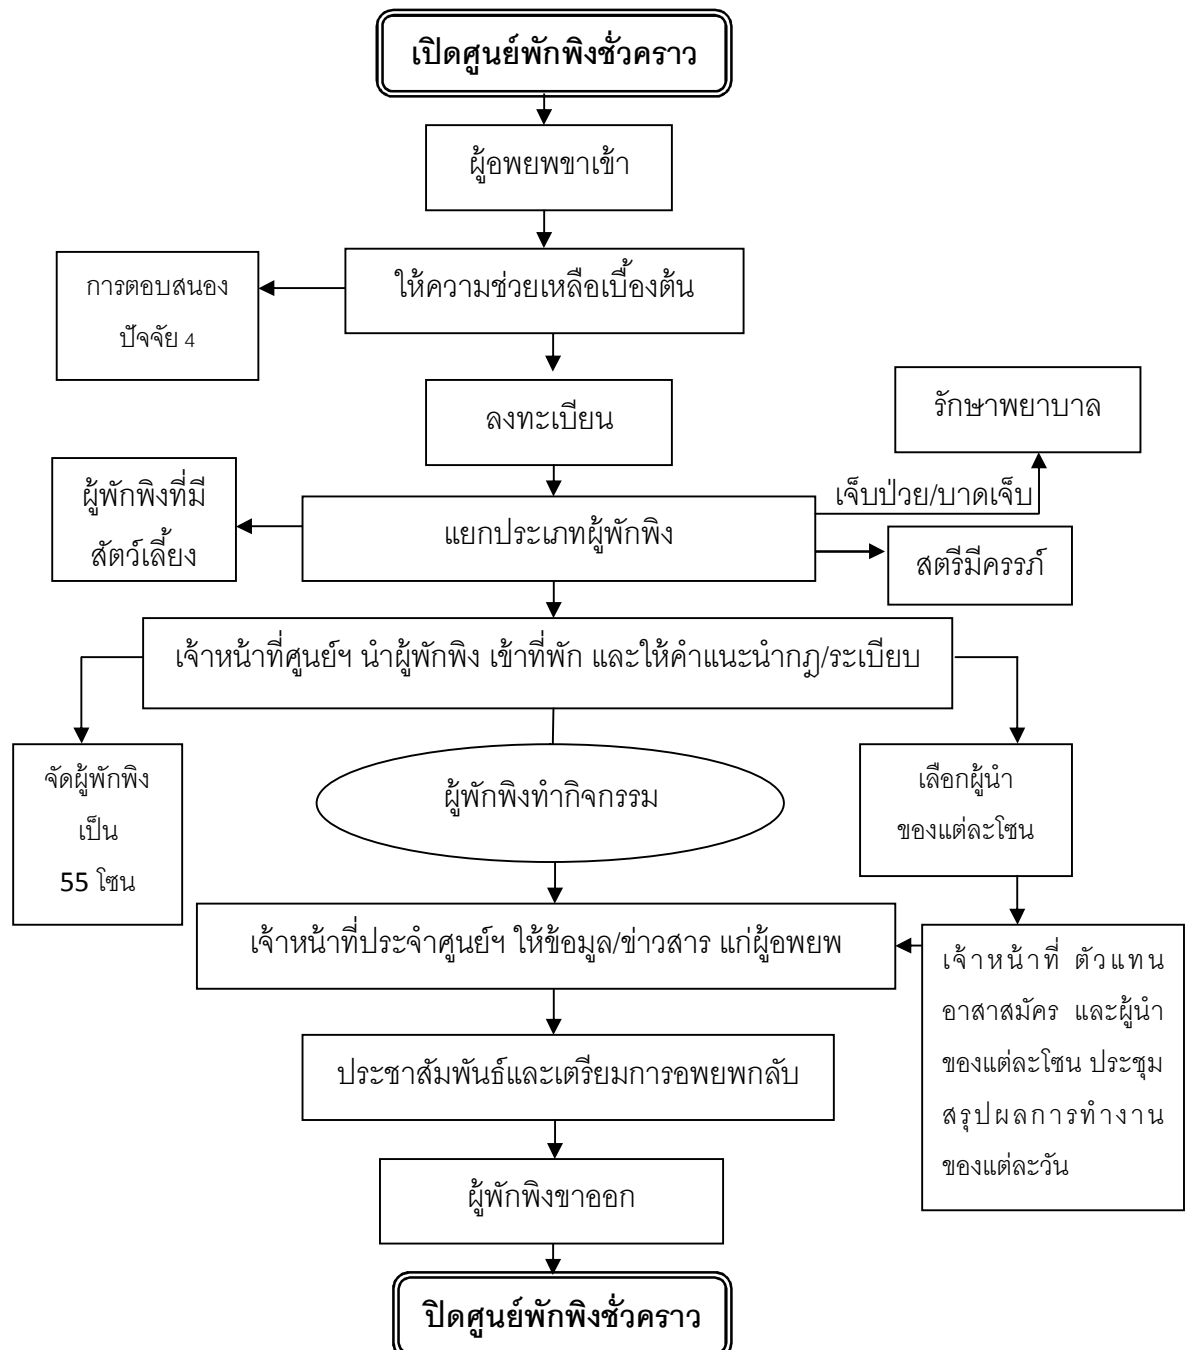 เปิดศูนย์พักพิงชั่วคราว
ผู้อพยพขาเข้า
ให้ความช่วยเหลือเบื้องต้น
การตอบสนอง
ปัจจัย 4
ลงทะเบียน
รักษาพยาบาล
เจ็บป่วย/บาดเจ็บ
ผู้พักพิงที่มี
สัตว์เลี้ยง
แยกประเภทผู้พักพิง
สตรีมีครรภ์
เจ้าหน้าที่ศูนย์ฯ นำผู้พักพิง เข้าที่พัก และให้คำแนะนำกฎ/ระเบียบ
จัดผู้พักพิง
เป็น
55 โซน
ผู้พักพิงทำกิจกรรม
เลือกผู้นำ
ของแต่ละโซน
เจ้าหน้าที่ประจำศูนย์ฯ ให้ข้อมูล/ข่าวสาร แก่ผู้อพยพ
เจ้าหน้าที่ ตัวแทน
อาสาสมัคร และผู้นำ
ของแต่ละโซน ประชุม
สรุปผลการทำงาน
ของแต่ละวัน
ประชาสัมพันธ์และเตรียมการอพยพกลับ
ผู้พักพิงขาออก
ปิดศูนย์พักพิงชั่วคราว